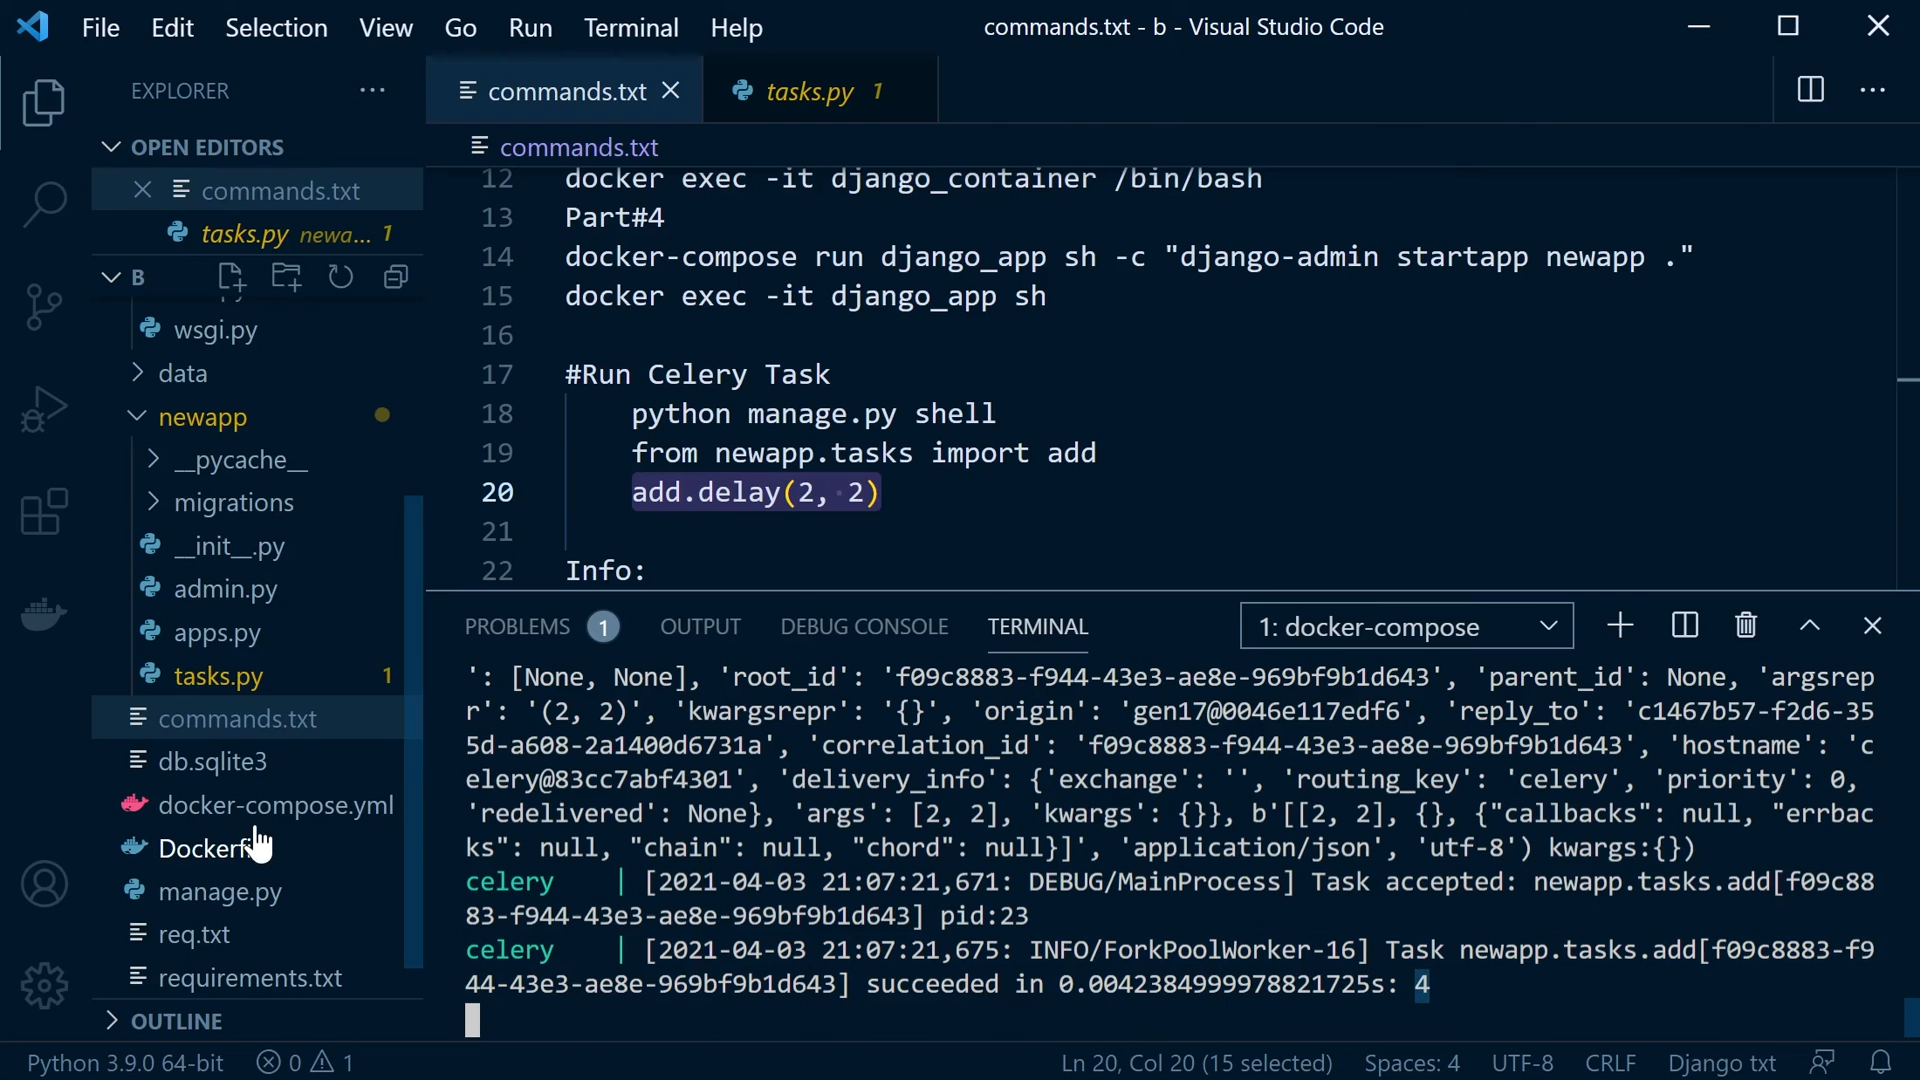 File Edit Selection View Go Run Terminal Help commands.txt - b - Visual Studio Code
EXPLORER
OPEN EDITORS
commands.txt
tasks.py newa... 1
B
wsgi.py
data
newapp
__pycache__
migrations
__init__.py
admin.py
apps.py
tasks.py 1
commands.txt
db.sqlite3
docker-compose.yml
manage.py
req.txt
requirements.txt
OUTLINE
commands.txt tasks.py 1
commands.txt
12 docker exec -it django_container /bin/bash
13 Part#4
14 docker-compose run django_app sh -c "django-admin startapp newapp ."
15 docker exec -it django_app sh
16
17 #Run Celery Task
18 python manage.py shell
19 from newapp.tasks import add
20 add.delay(2, 2)
21
22 Info:
PROBLEMS 1 OUTPUT DEBUG CONSOLE TERMINAL 1: docker-compose
': [None, None], 'root_id': 'f09c8883-f944-43e3-ae8e-969bf9b1d643', 'parent_id': None, 'argsrep
r': '(2, 2)', 'kwargsrepr': '{}', 'origin': 'gen17@0046e117edf6', 'reply_to': 'c1467b57-f2d6-35
5d-a608-2a1400d6731a', 'correlation_id': 'f09c8883-f944-43e3-ae8e-969bf9b1d643', 'hostname': 'c
elery@83cc7abf4301', 'delivery_info': {'exchange': '', 'routing_key': 'celery', 'priority': 0,
'redelivered': None}, 'args': [2, 2], 'kwargs': {}}, b'[[2, 2], {}, {"callbacks": null, "errbac
ks": null, "chain": null, "chord": null}]', 'application/json', 'utf-8') kwargs:{})
celery | [2021-04-03 21:07:21,671: DEBUG/MainProcess] Task accepted: newapp.tasks.add[f09c88
83-f944-43e3-ae8e-969bf9b1d643] pid:23
celery | [2021-04-03 21:07:21,675: INFO/ForkPoolWorker-16] Task newapp.tasks.add[f09c8883-f9
44-43e3-ae8e-969bf9b1d643] succeeded in 0.0042384999978821725s: 4
Python 3.9.0 64-bit 0 1 Ln 20, Col 20 (15 selected) Spaces: 4 UTF-8 CRLF Django txt